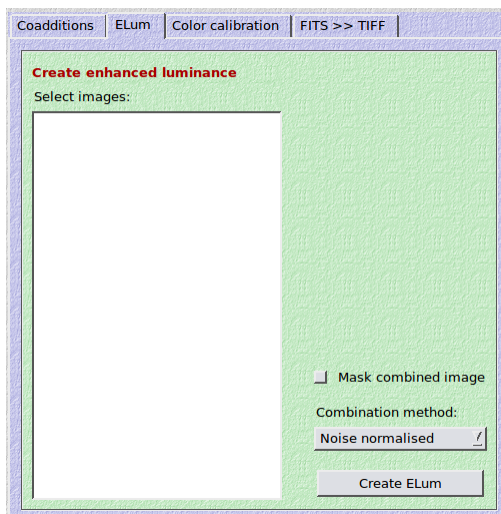 Coadditions ELum Color calibration FITS >> TIFF
Create enhanced luminance
Select images:
Mask combined image
Combination method:
Noise normalised
Create ELum